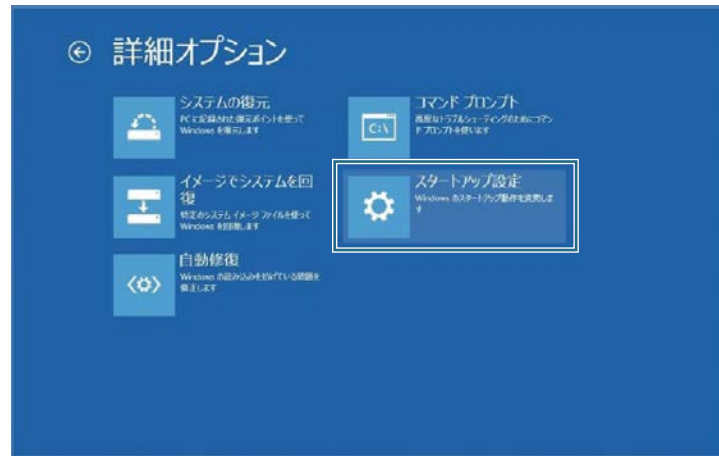 詳細オプション
システムの復元
PC に記録された復元ポイントを使って
Windows を復元します
コマンド プロンプト
高度なトラブルシューティングのためにコマン
ド プロンプトを使います
C:\
イメージでシステムを回
復
特定のシステム イメージ ファイルを使って
Windows を回復します
スタートアップ設定
Windows のスタートアップ動作を変更しま
す
自動修復
Windows の読み込みを妨げている問題を
修正します